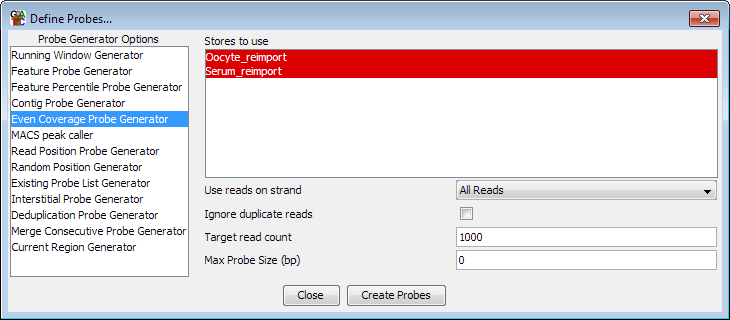 Define Probes...
Probe Generator Options
Running Window Generator
Feature Probe Generator
Feature Percentile Probe Generator
Contig Probe Generator
Even Coverage Probe Generator
MACS peak caller
Read Position Probe Generator
Random Position Generator
Existing Probe List Generator
Interstitial Probe Generator
Deduplication Probe Generator
Merge Consecutive Probe Generator
Current Region Generator
Stores to use
Oocyte_reimport
Serum_reimport
Use reads on strand All Reads
Ignore duplicate reads
Target read count 1000
Max Probe Size (bp) 0
Close Create Probes